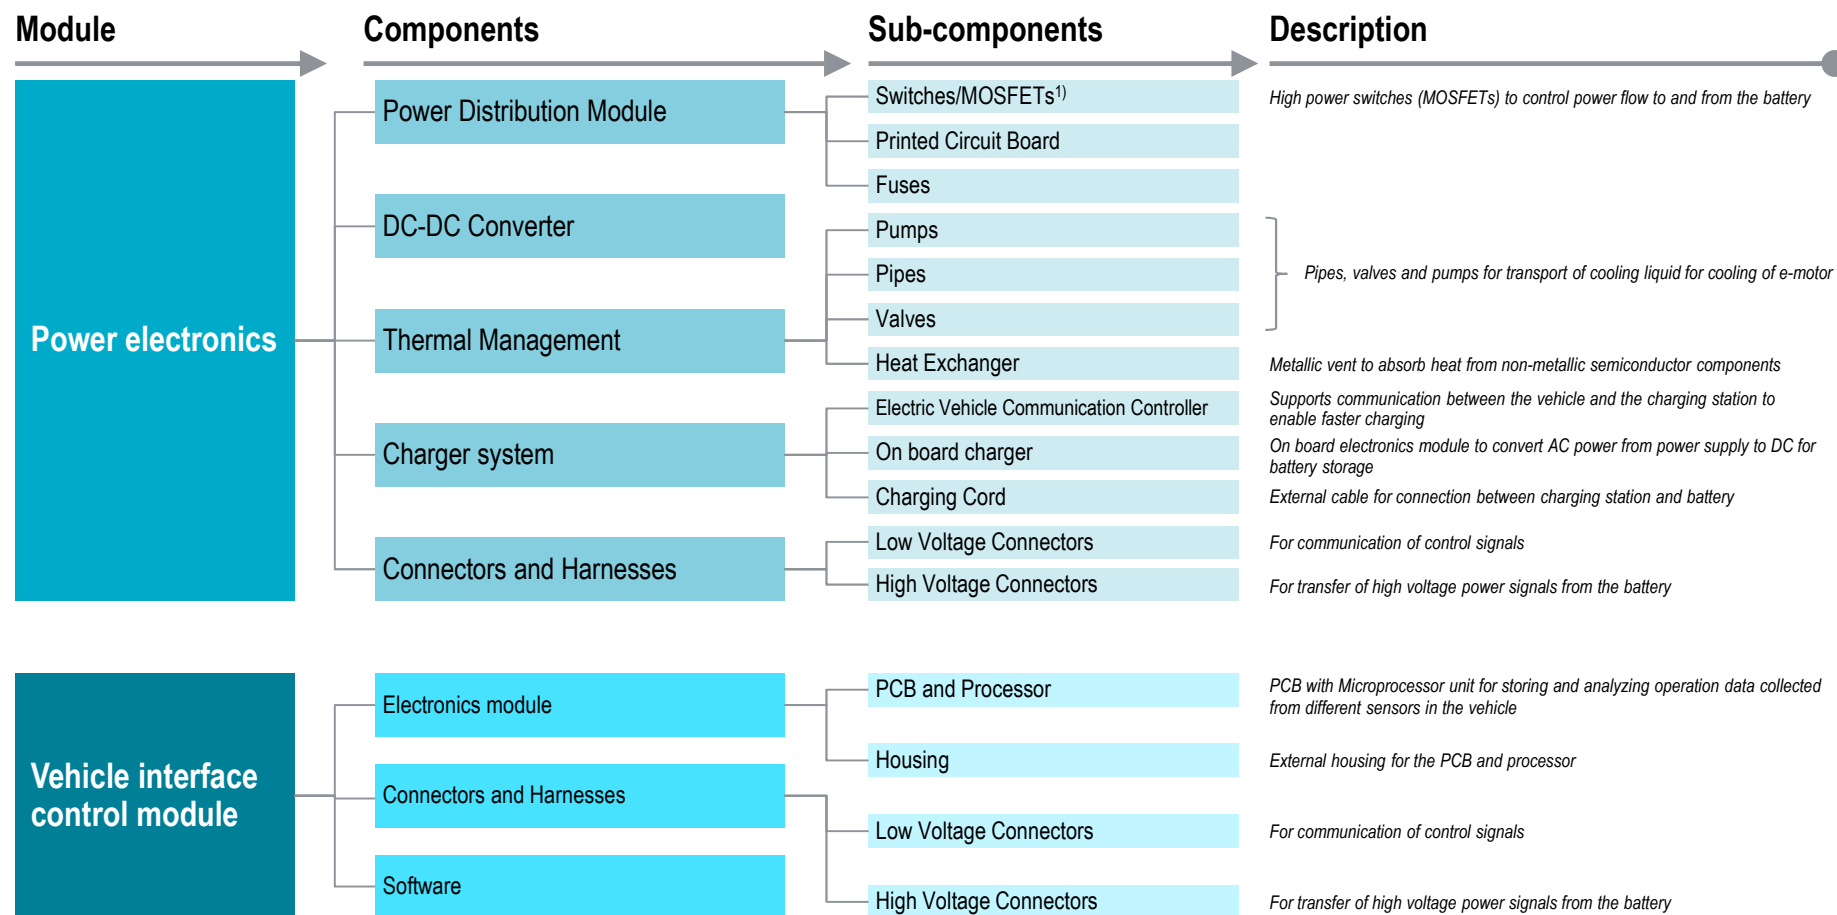 Module
Components
Sub-components
Description
Power electronics
Power Distribution Module
Switches/MOSFETs1)
High power switches (MOSFETs) to control power flow to and from the battery
Printed Circuit Board
Fuses
DC-DC Converter
Thermal Management
Pumps
Pipes
Valves
Pipes, valves and pumps for transport of cooling liquid for cooling of e-motor
Heat Exchanger
Metallic vent to absorb heat from non-metallic semiconductor components
Charger system
Electric Vehicle Communication Controller
Supports communication between the vehicle and the charging station to
enable faster charging
On board charger
On board electronics module to convert AC power from power supply to DC for
battery storage
Charging Cord
External cable for connection between charging station and battery
Connectors and Harnesses
Low Voltage Connectors
For communication of control signals
High Voltage Connectors
For transfer of high voltage power signals from the battery
Vehicle interface
control module
Electronics module
PCB and Processor
PCB with Microprocessor unit for storing and analyzing operation data collected
from different sensors in the vehicle
Housing
External housing for the PCB and processor
Connectors and Harnesses
Low Voltage Connectors
For communication of control signals
High Voltage Connectors
For transfer of high voltage power signals from the battery
Software